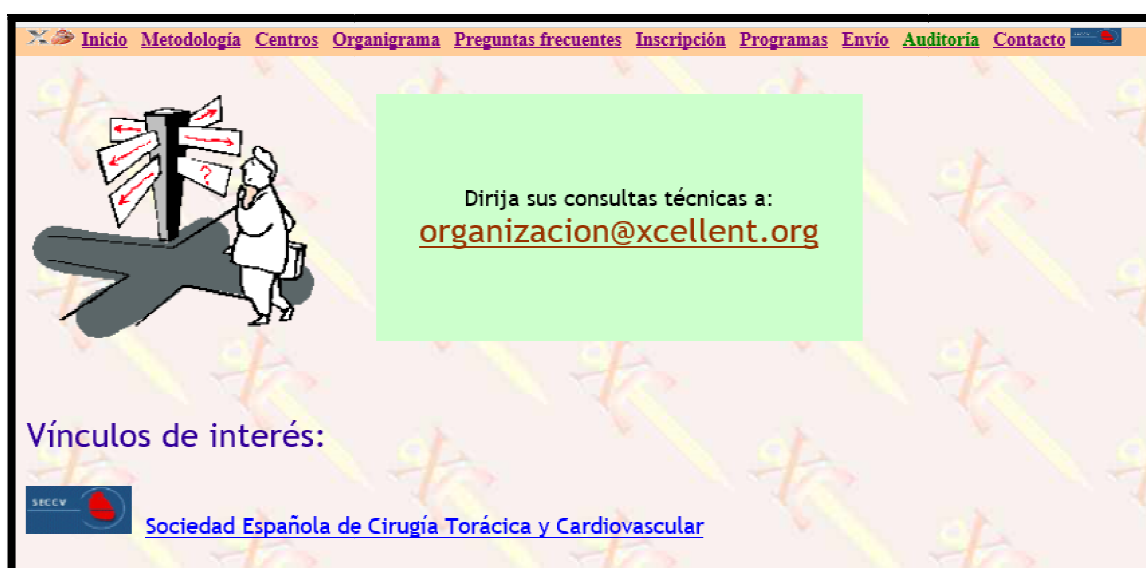 Inicio Metodología Centros Organigrama Preguntas frecuentes Inscripción Programas Envío Auditoría Contacto
?
Dirija sus consultas técnicas a:
organizacion@xcellent.org
Vínculos de interés:
SECCV
Sociedad Española de Cirugía Torácica y Cardiovascular